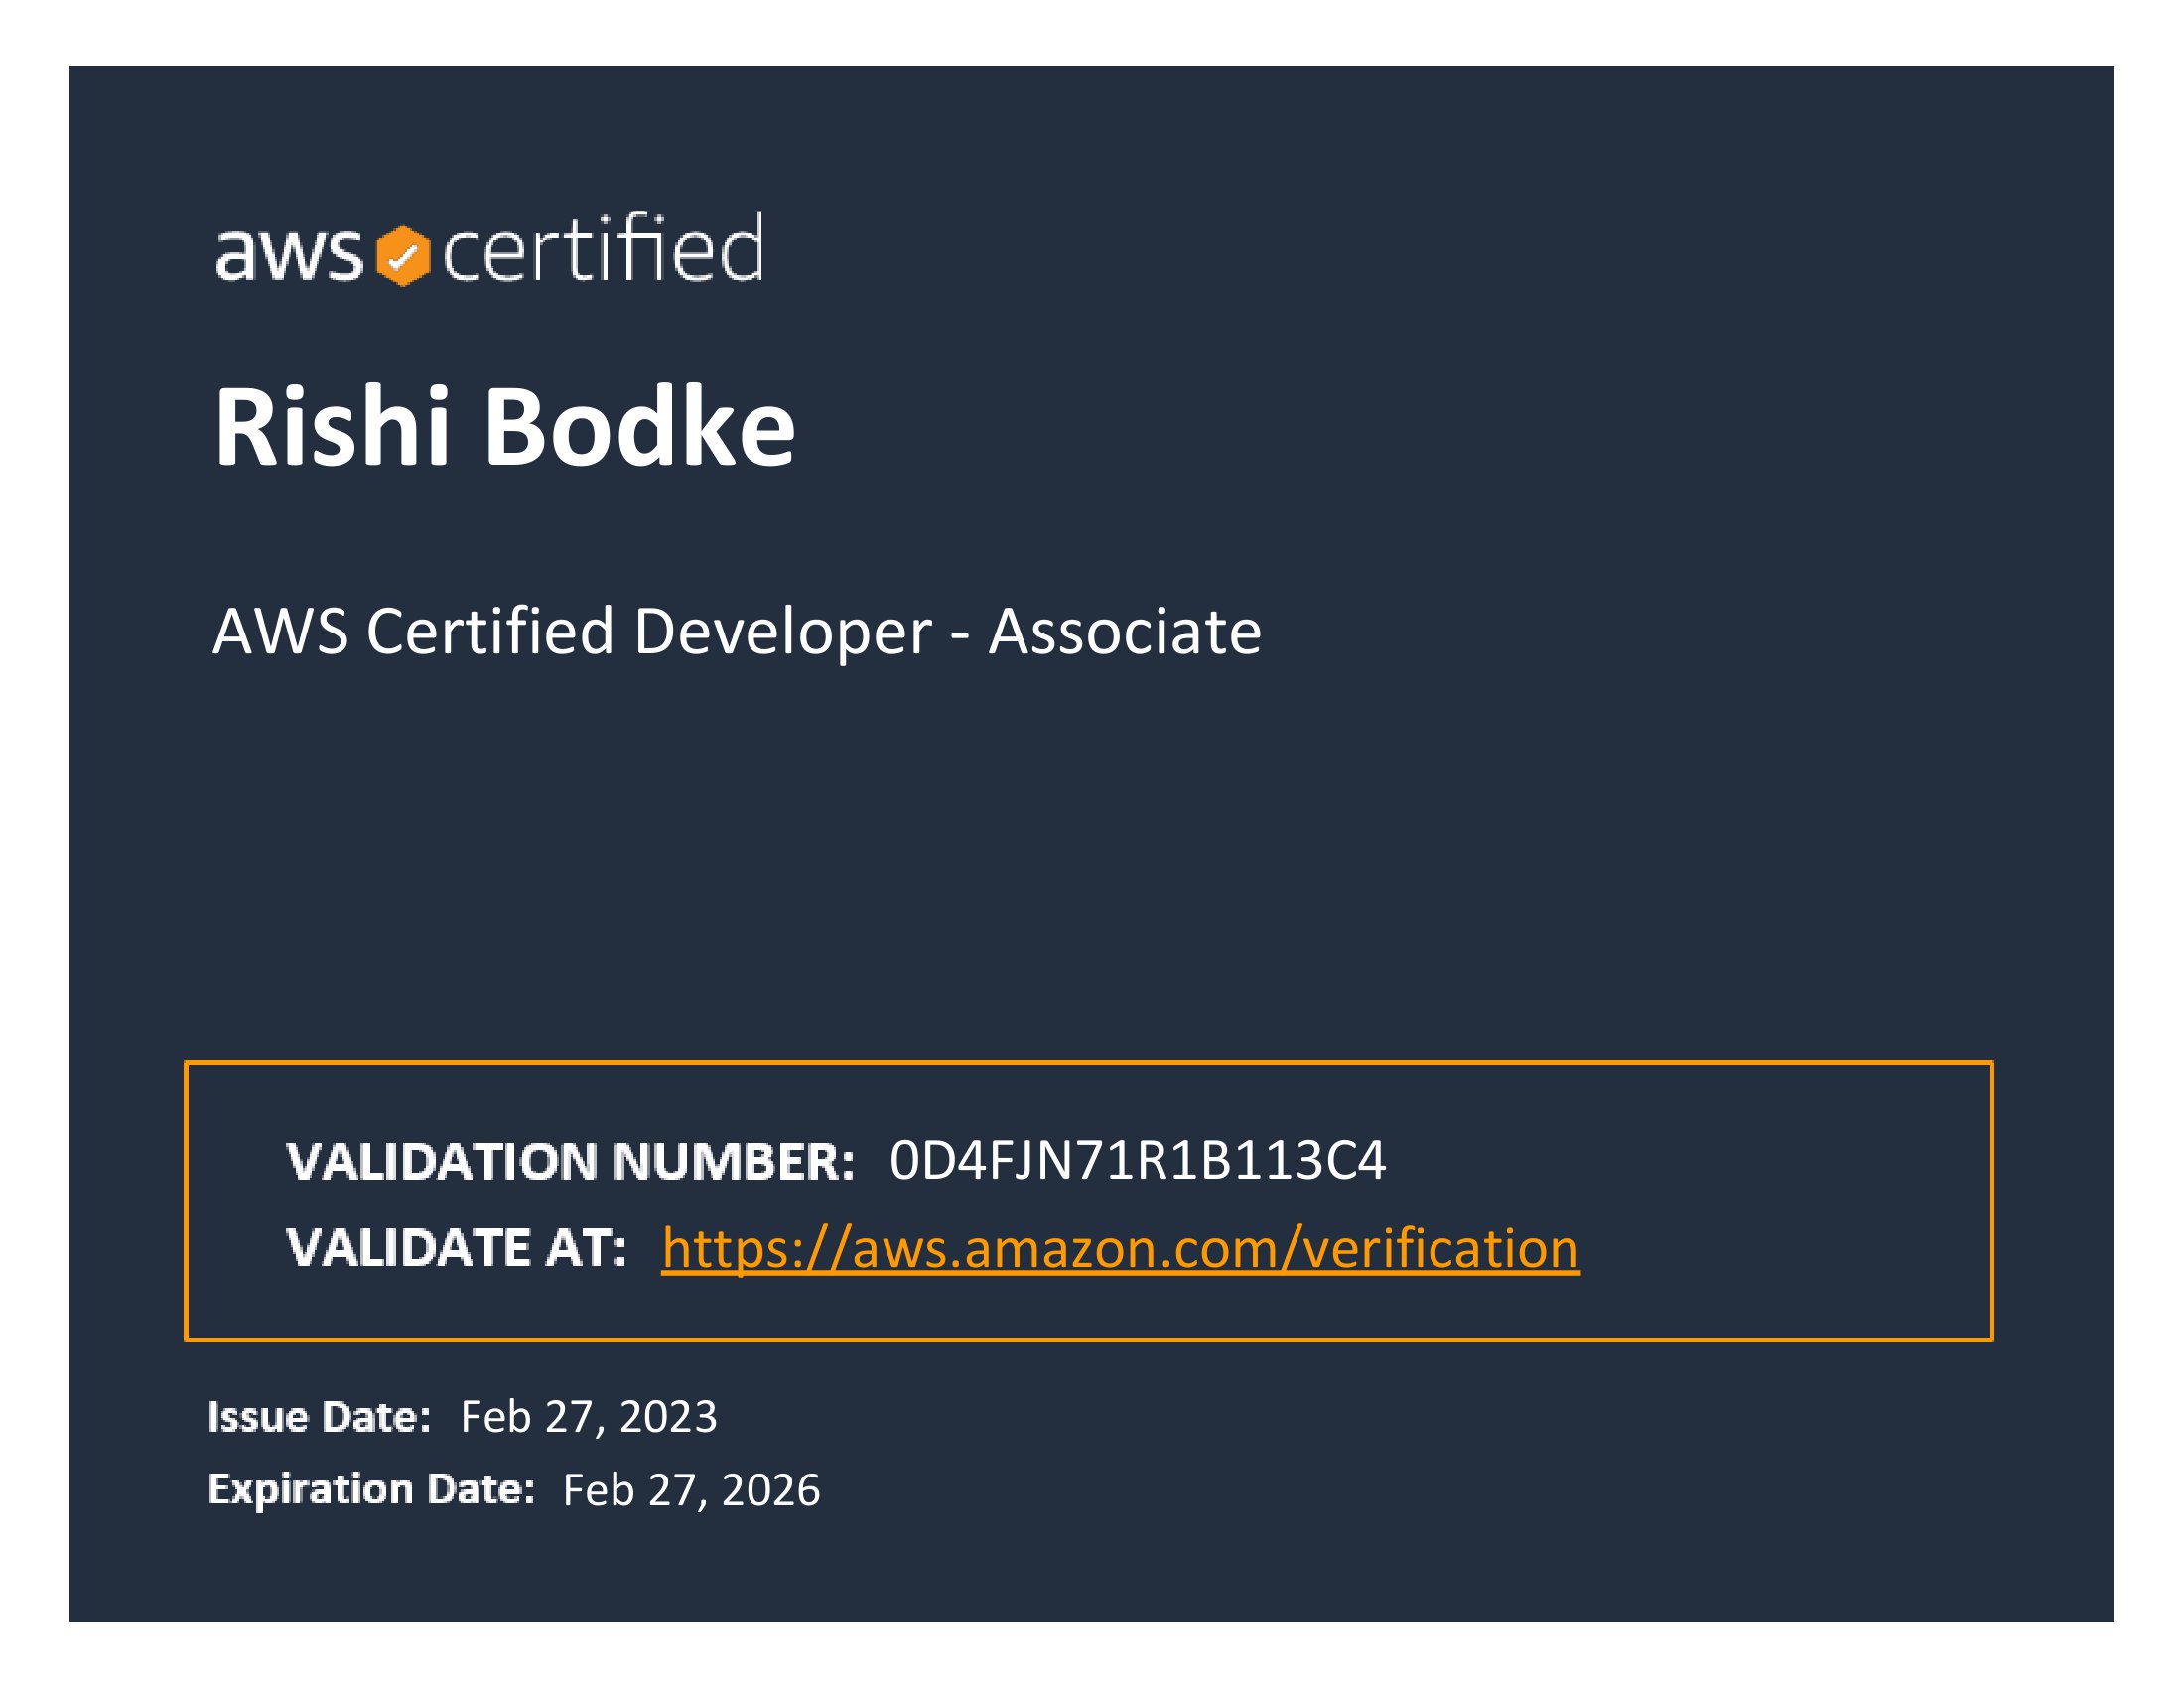 aws certified
Rishi Bodke
AWS Certified Developer - Associate
VALIDATION NUMBER: 0D4FJN71R1B113C4
VALIDATE AT: https://aws.amazon.com/verification
Issue Date: Feb 27, 2023
Expiration Date: Feb 27, 2026